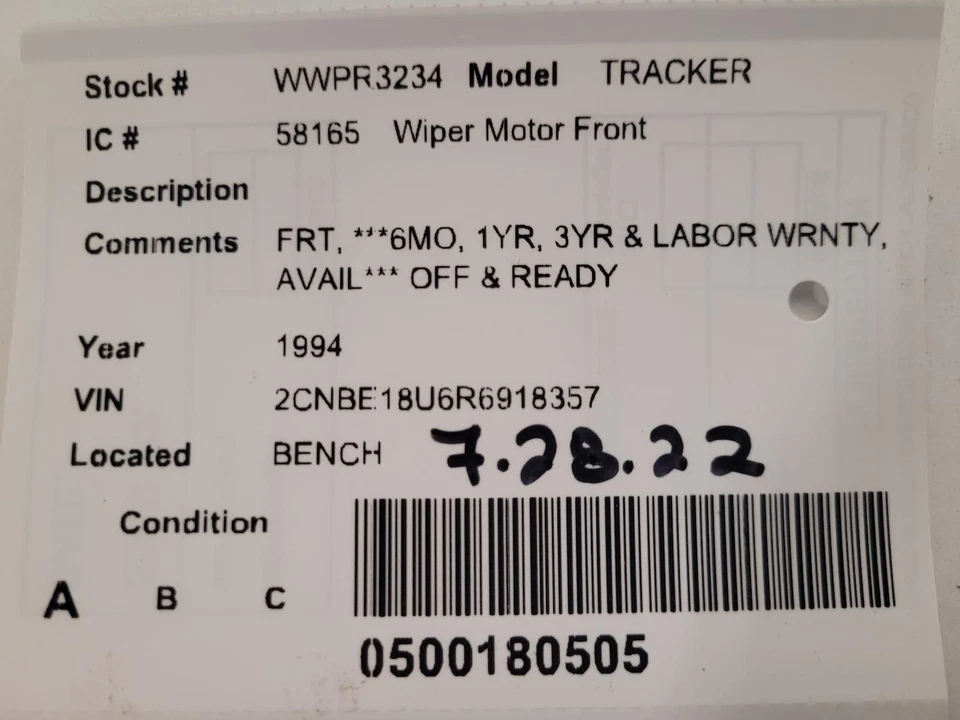 Stock # WWPR3234 Model TRACKER
IC # 58165 Wiper Motor Front
Description
Comments FRT, ***6MO, 1YR, 3YR & LABOR WRNTY,
AVAIL*** OFF & READY
Year 1994
VIN 2CNBE18U6R6918357
Located BENCH 7.28.22
Condition
A B C
0500180505